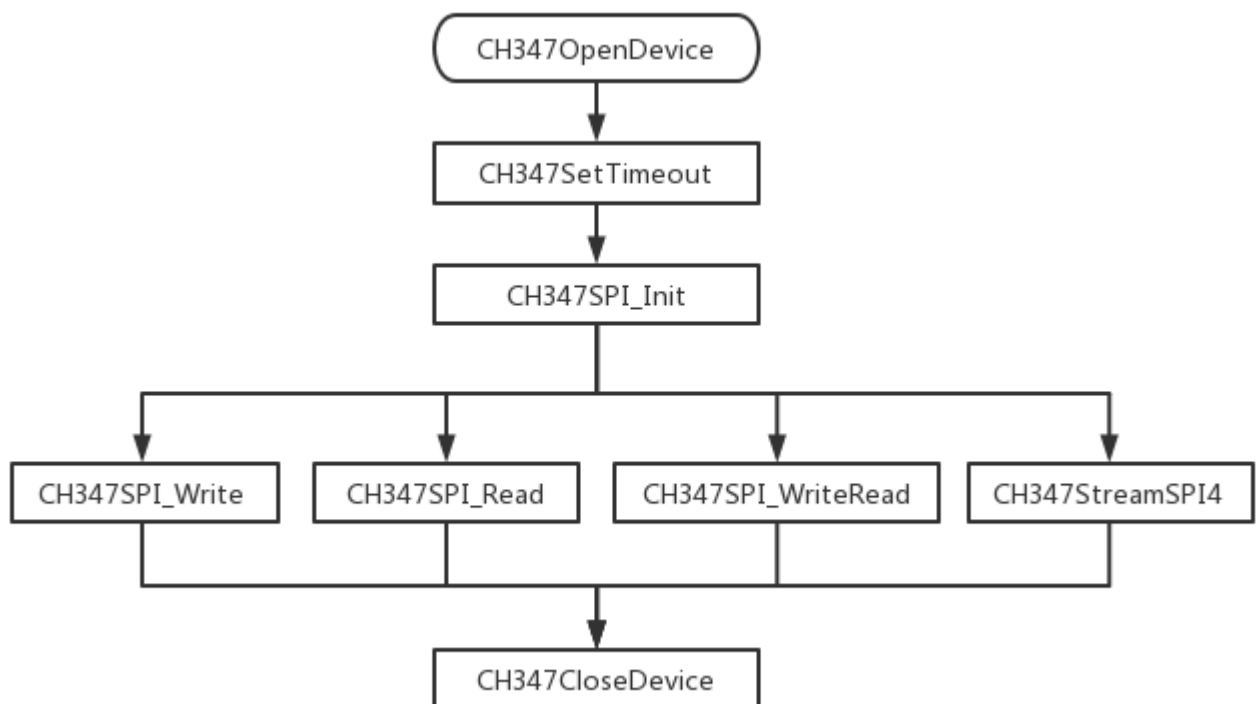 CH347OpenDevice
CH347SetTimeout
CH347SPI_Init
CH347SPI_Write
CH347SPI_Read
CH347SPI_WriteRead
CH347StreamSPI4
CH347CloseDevice